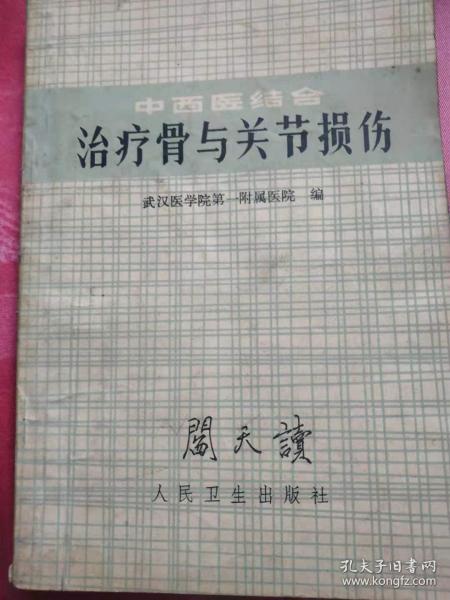 中西医结合
治疗骨与关节损伤
武汉医学院第一附属医院 编
天讀
人民卫生出版社
孔夫子旧书网
www.kongfz.com